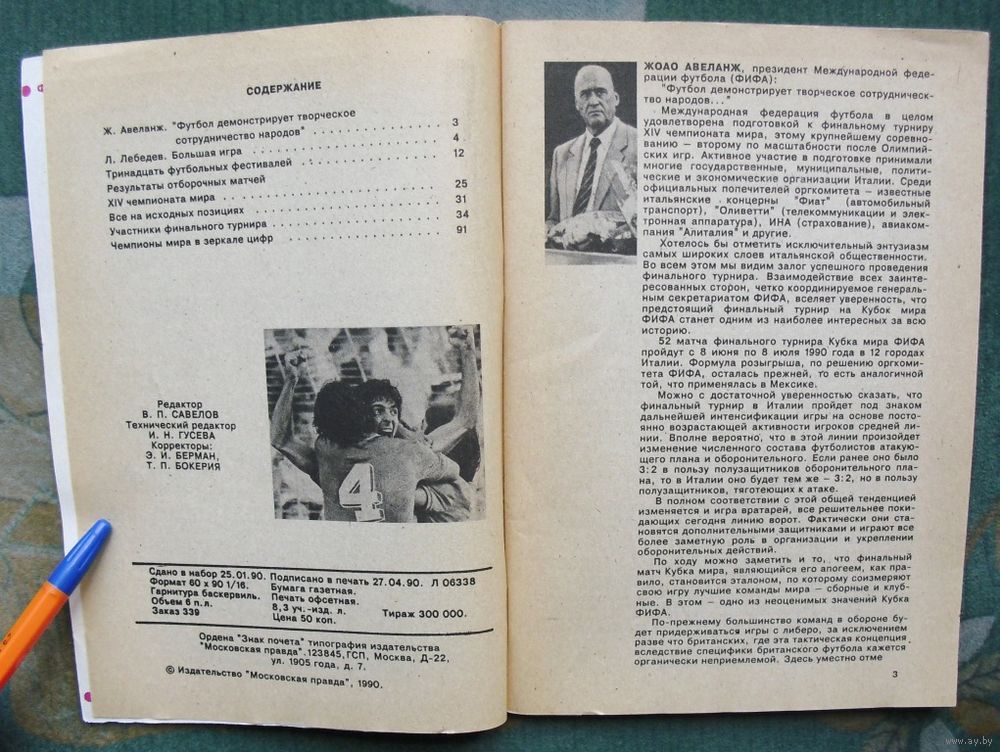 СОДЕРЖАНИЕ
Ж. Авеланж. "Футбол демонстрирует творческое
сотрудничество народов" 3
Л. Лебедев. Большая игра 4
Тринадцать футбольных фестивалей 12
Результаты отборочных матчей
XIV чемпионата мира 25
Все на исходных позициях 31
Участники финального турнира 34
Чемпионы мира в зеркале цифр 91
Редактор
В. П. САВЕЛОВ
Технический редактор
И. Н. ГУСЕВА
Корректоры:
Э. И. БЕРМАН,
Т. П. БОКЕРИЯ
4
Сдано в набор 25.01.90. Подписано в печать 27.04.90. Л 06338
Формат 60 х 90 1/16. Бумага газетная.
Гарнитура баскервиль. Печать офсетная.
Объем 6 п.л. 8,3 уч.-изд. л. Тираж 300 000.
Заказ 339 Цена 50 коп.
Ордена "Знак почета" типография издательства
"Московская правда". 123845, ГСП, Москва, Д-22,
ул. 1905 года, д. 7.
© Издательство "Московская правда", 1990.
ЖОАО АВЕЛАНЖ, президент Международной феде-
рации футбола (ФИФА):
"Футбол демонстрирует творческое сотрудничес-
тво народов..."
Международная федерация футбола в целом
удовлетворена подготовкой к финальному турниру
XIV чемпионата мира, этому крупнейшему соревно-
ванию – второму по масштабности после Олимпий-
ских игр. Активное участие в подготовке принимали
многие государственные, муниципальные, полити-
ческие и экономические организации Италии. Среди
официальных попечителей оргкомитета – известные
итальянские концерны "Фиат" (автомобильный
транспорт), "Оливетти" (телекоммуникации и элек-
тронная аппаратура), ИНА (страхование), авиаком-
пания "Алиталия" и другие.
Хотелось бы отметить исключительный энтузиазм
самых широких слоев итальянской общественности.
Во всем этом мы видим залог успешного проведения
финального турнира. Взаимодействие всех заинте-
ресованных сторон, четко координируемое генераль-
ным секретариатом ФИФА, вселяет уверенность, что
предстоящий финальный турнир на Кубок мира
ФИФА станет одним из наиболее интересных за всю
историю.
52 матча финального турнира Кубка мира ФИФА
пройдут с 8 июня по 8 июля 1990 года в 12 городах
Италии. Формула розыгрыша, по решению оргкоми-
тета ФИФА, осталась прежней, то есть аналогичной
той, что применялась в Мексике.
Можно с достаточной уверенностью сказать, что
финальный турнир в Италии пройдет под знаком
дальнейшей интенсификации игры на основе посто-
янно возрастающей активности игроков средней ли-
нии. Вполне вероятно, что в этой линии произойдет
изменение численного состава футболистов атакую-
щего плана и оборонительного. Если ранее оно было
3:2 в пользу полузащитников оборонительного пла-
на, то в Италии оно будет тем же – 3:2, но в пользу
полузащитников, тяготеющих к атаке.
В полном соответствии с этой общей тенденцией
изменяется и игра вратарей, все решительнее поки-
дающих сегодня линию ворот. Фактически они ста-
новятся дополнительными защитниками и играют все
более заметную роль в организации и укреплении
оборонительных действий.
По ходу можно заметить и то, что финальный
матч Кубка мира, являющийся его апогеем, как пра-
вило, становится эталоном, по которому соизмеряют
свою игру лучшие команды мира – сборные и клуб-
ные. В этом – одно из неоценимых значений Кубка
ФИФА.
По-прежнему большинство команд в обороне бу-
дет придерживаться игры с либеро, за исключением
разве что британских, где эта тактическая концепция
вследствие специфики британского футбола кажется
органически неприемлемой. Здесь уместно отме
3
www.ay.by